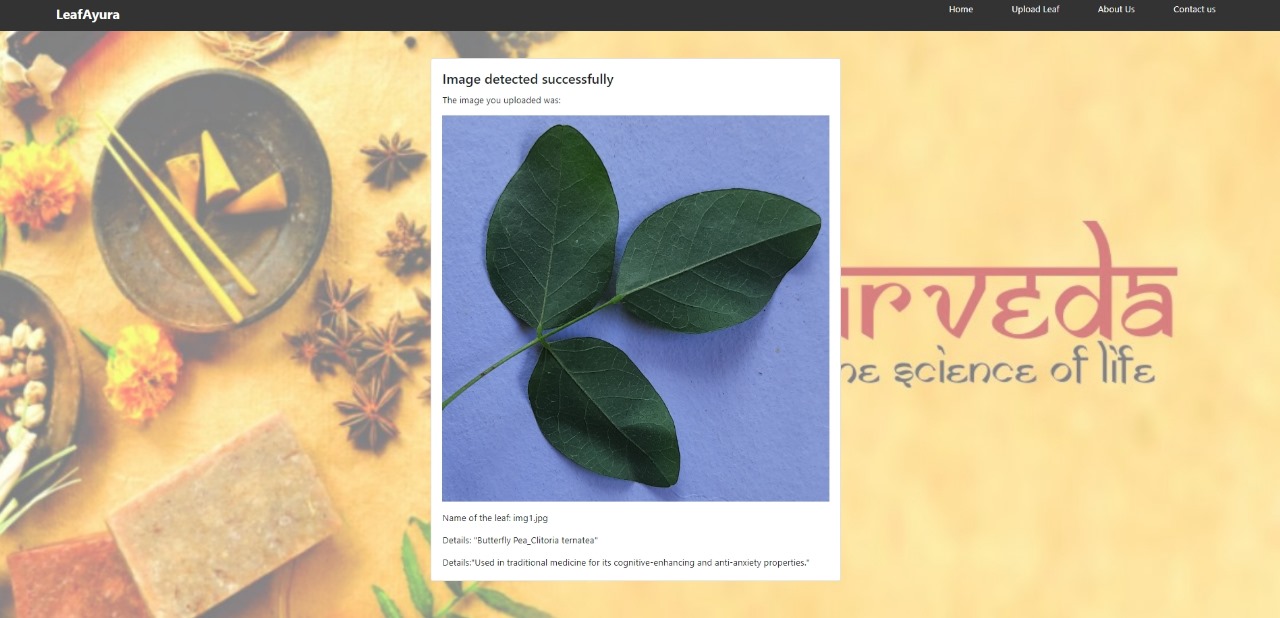 LeafAyura
Home Upload Leaf About Us Contact us
Image detected successfully
The image you uploaded was:
urveda
he science of life
Name of the leaf: img1.jpg
Details: "Butterfly Pea_Clitoria ternatea"
Details:"Used in traditional medicine for its cognitive-enhancing and anti-anxiety properties."